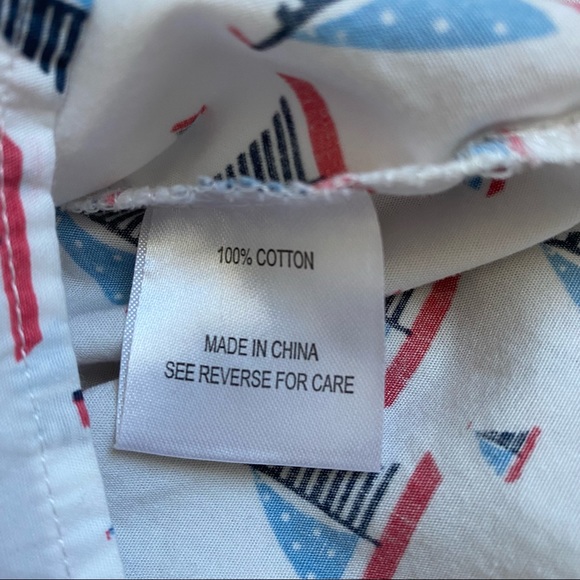 100% COTTON
MADE IN CHINA
SEE REVERSE FOR CARE